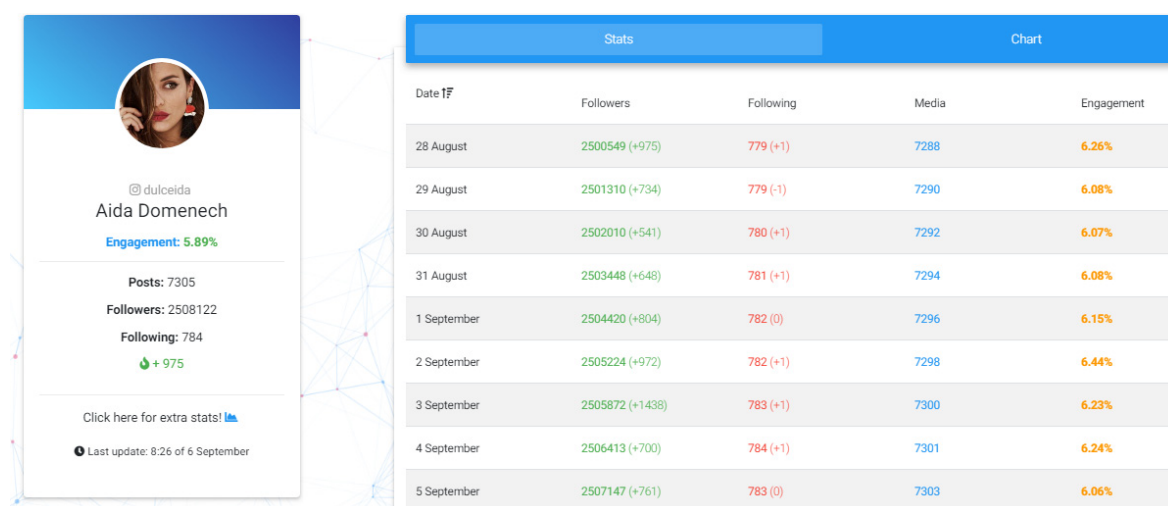 dulceida
Aida Domenech
Engagement: 5.89%
Posts: 7305
Followers: 2508122
Following: 784
+ 975
Click here for extra stats!
Last update: 8:26 of 6 September
Stats Chart
Date Followers Following Media Engagement
28 August 2500549 (+975) 779 (+1) 7288 6.26%
29 August 2501310 (+734) 779 (-1) 7290 6.08%
30 August 2502010 (+541) 780 (+1) 7292 6.07%
31 August 2503448 (+648) 781 (+1) 7294 6.08%
1 September 2504420 (+804) 782 (0) 7296 6.15%
2 September 2505224 (+972) 782 (+1) 7298 6.44%
3 September 2505872 (+1438) 783 (+1) 7300 6.23%
4 September 2506413 (+700) 784 (+1) 7301 6.24%
5 September 2507147 (+761) 783 (0) 7303 6.06%